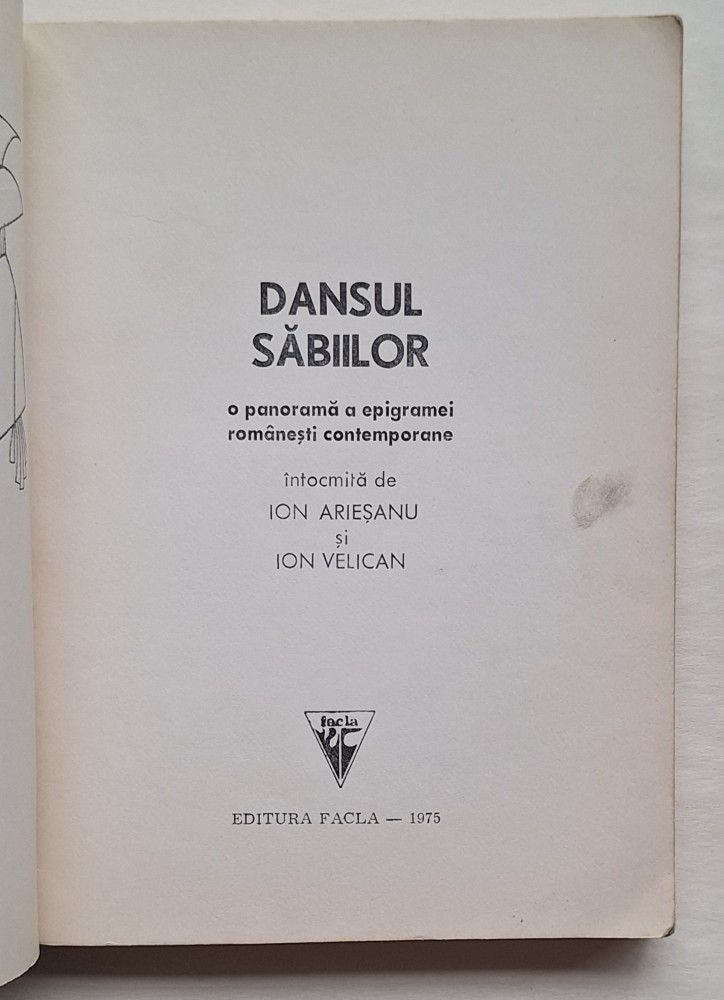 DANSUL
SĂBIILOR
o panoramă a epigramei
românești contemporane
întocmită de
ION ARIEȘANU
și
ION VELICAN
facla
EDITURA FACLA — 1975